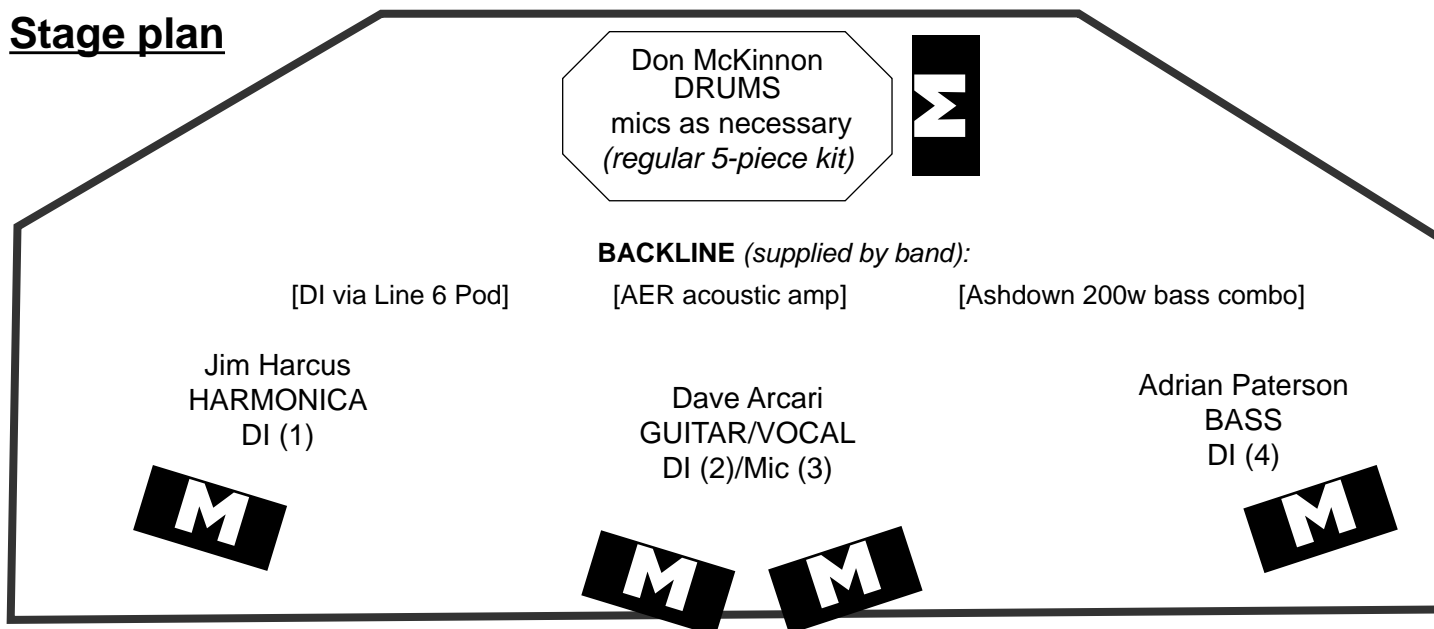 Stage plan
Don McKinnon
DRUMS
mics as necessary
(regular 5-piece kit)
M
BACKLINE (supplied by band):
[DI via Line 6 Pod] [AER acoustic amp] [Ashdown 200w bass combo]
Jim Harcus
HARMONICA
DI (1)
Dave Arcari
GUITAR/VOCAL
DI (2)/Mic (3)
Adrian Paterson
BASS
DI (4)
M
M
M
M